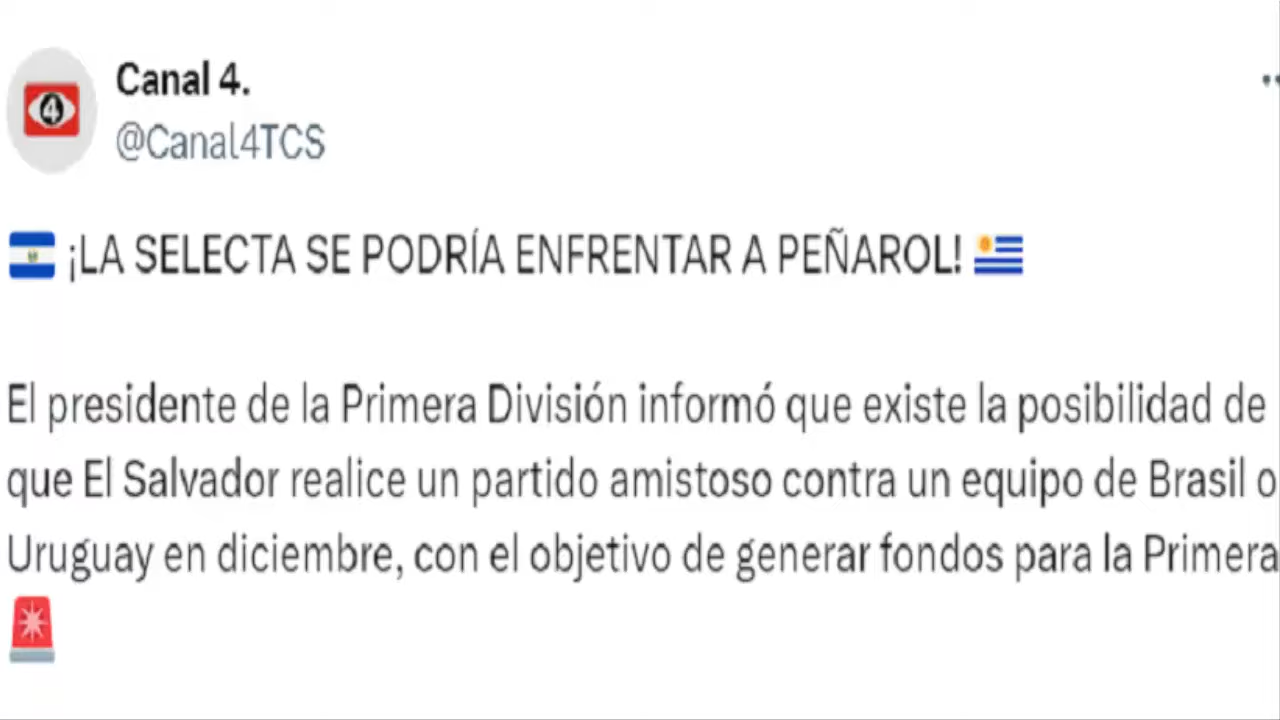 4
Canal 4.
@Canal4TCS
¡LA SELECTA SE PODRÍA ENFRENTAR A PEÑAROL!
El presidente de la Primera División informó que existe la posibilidad de
que El Salvador realice un partido amistoso contra un equipo de Brasil o
Uruguay en diciembre, con el objetivo de generar fondos para la Primera